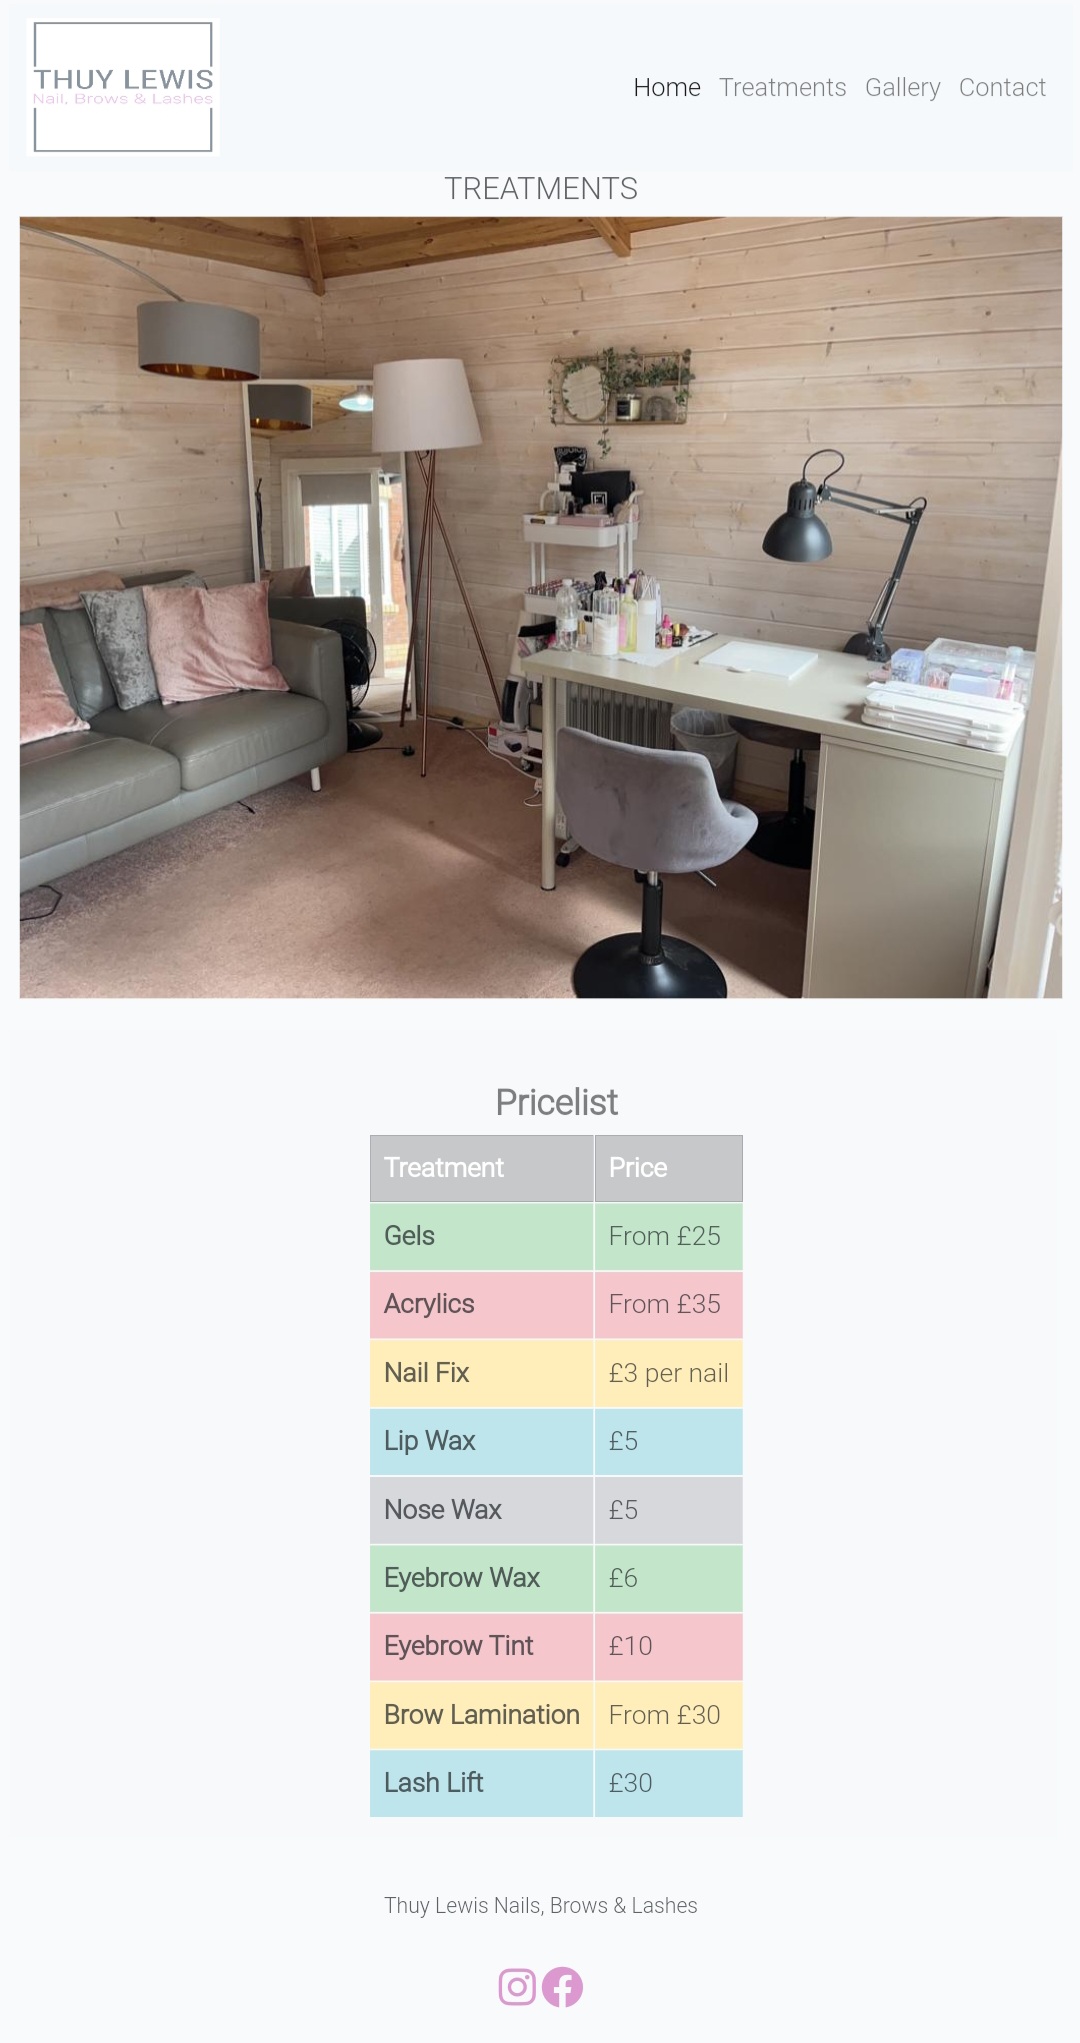 THUY LEWIS
Nail, Brows & Lashes
Home Treatments Gallery Contact
TREATMENTS
Pricelist
Treatment Price
Gels From £25
Acrylics From £35
Nail Fix £3 per nail
Lip Wax £5
Nose Wax £5
Eyebrow Wax £6
Eyebrow Tint £10
Brow Lamination From £30
Lash Lift £30
Thuy Lewis Nails, Brows & Lashes